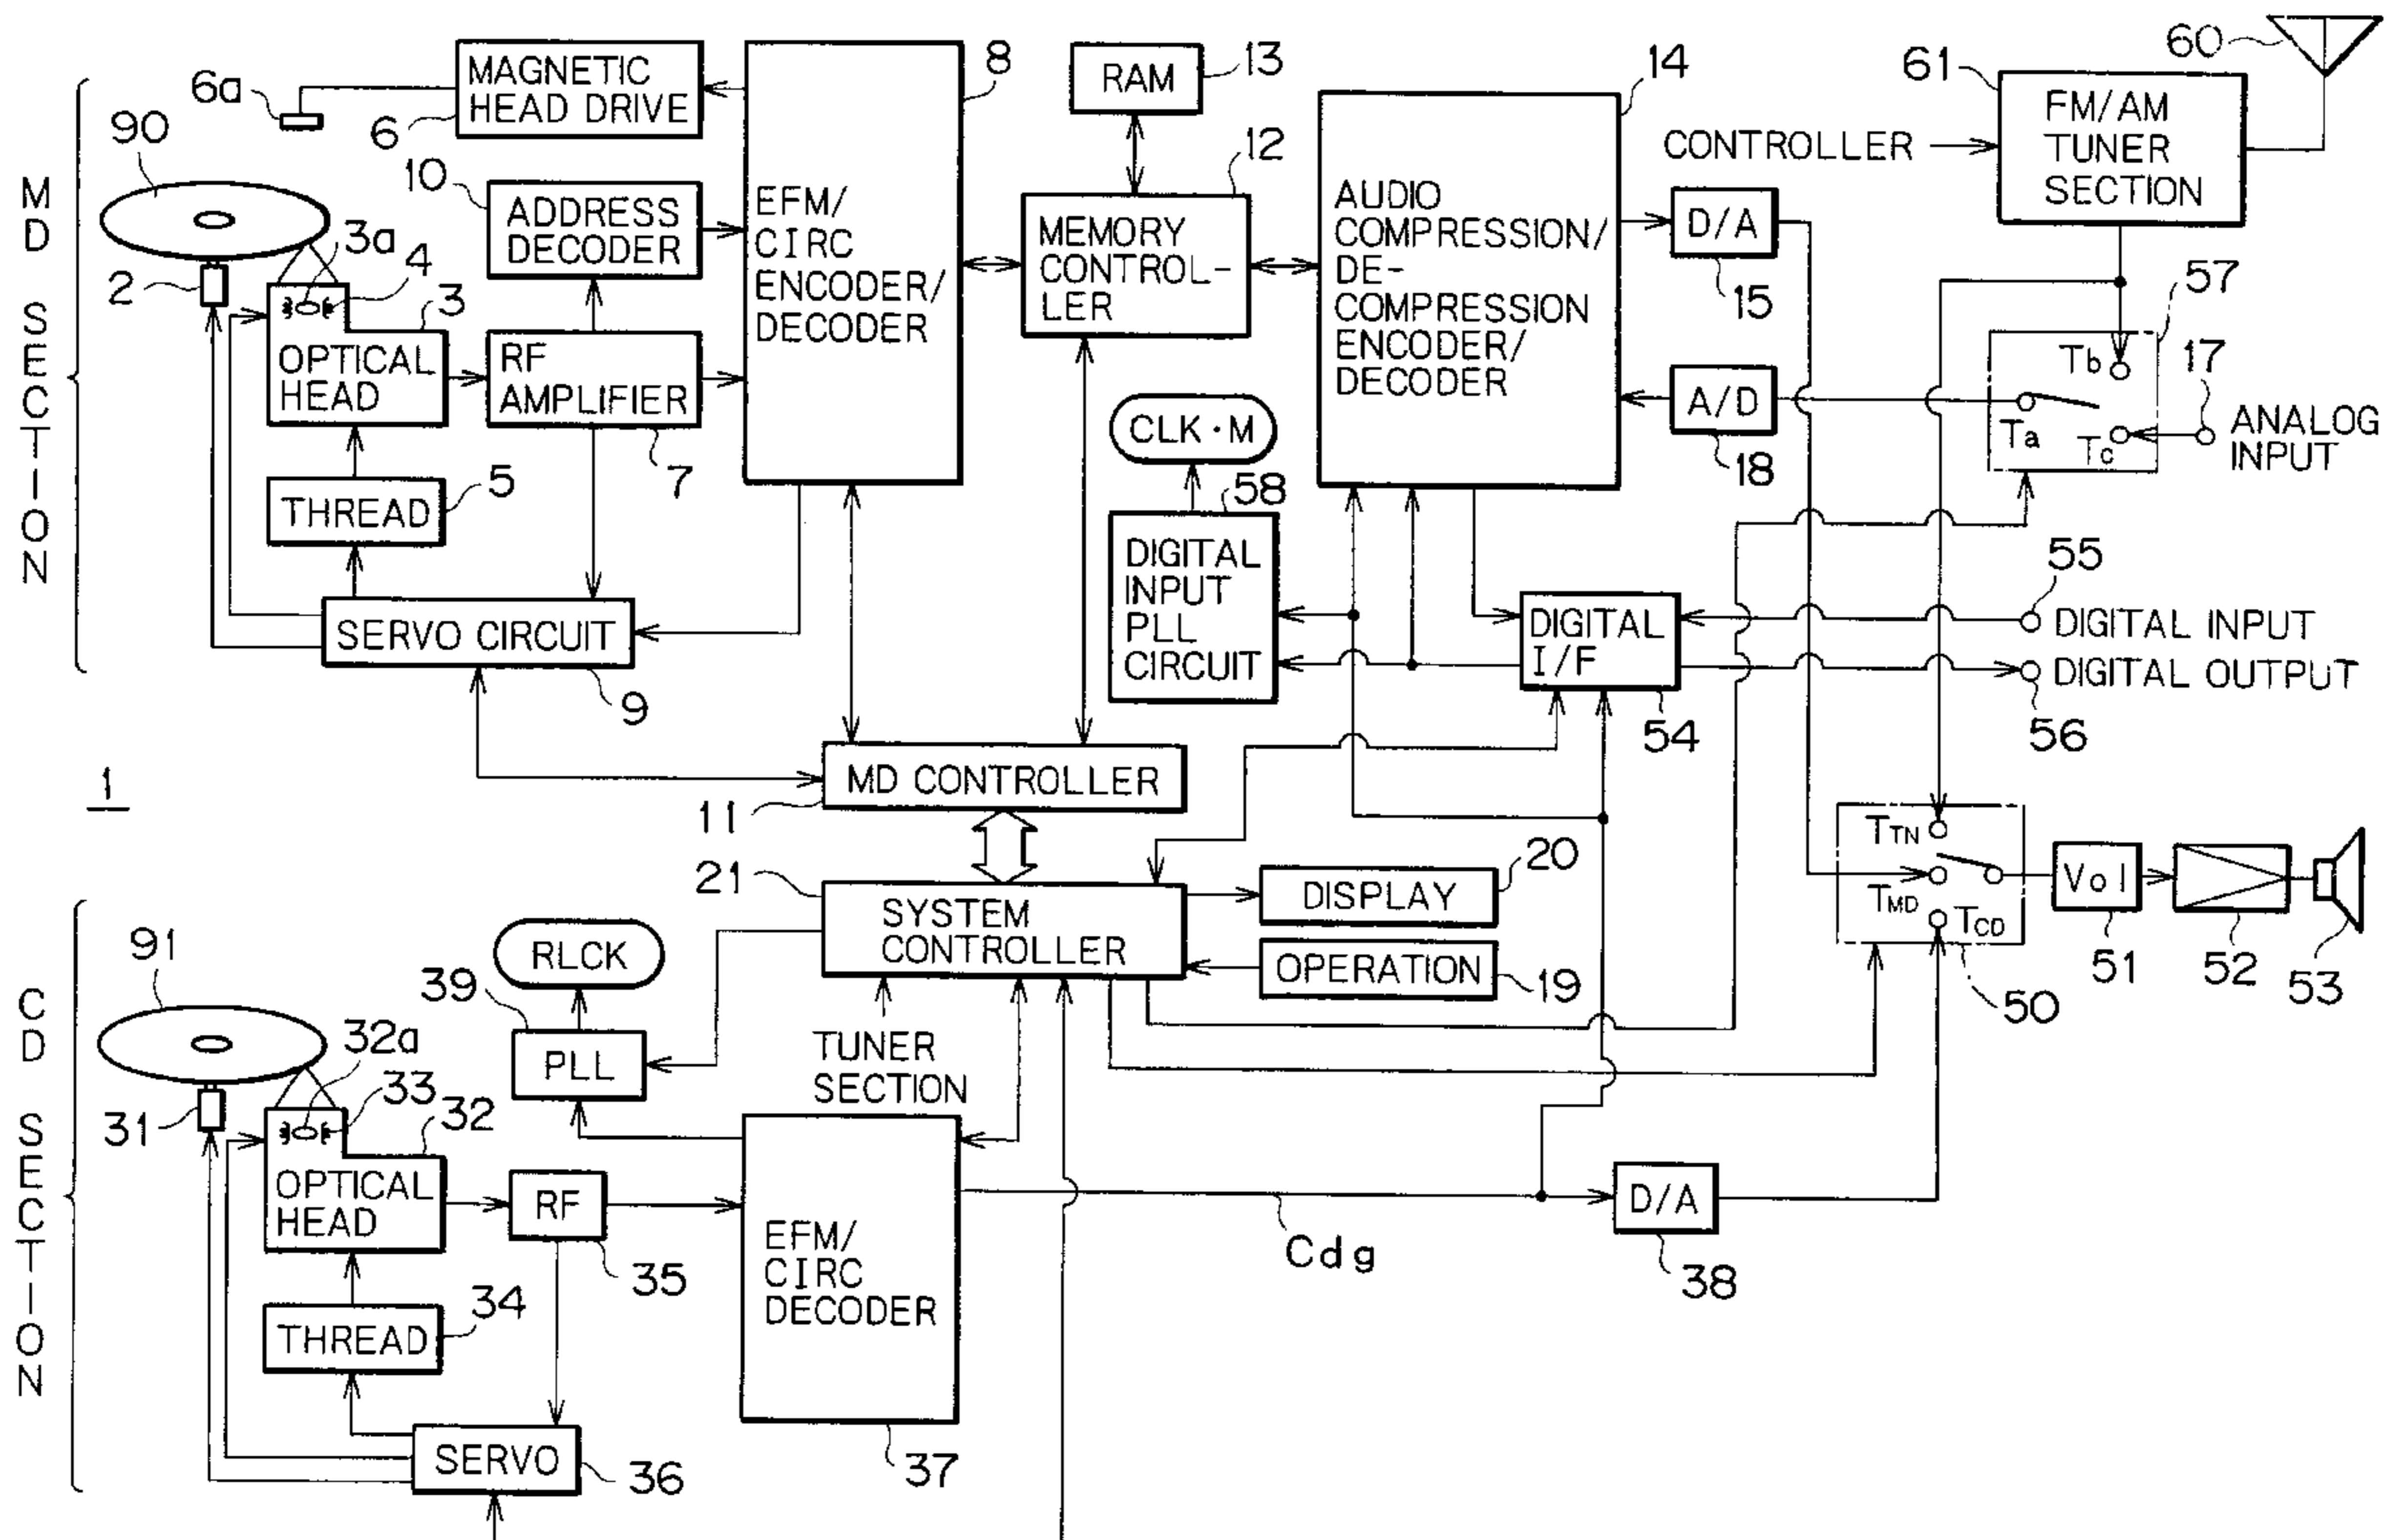 MD SECTION
90
6a
MAGNETIC
HEAD DRIVE
6
8
10
ADDRESS
DECODER
3a
4
2
3
OPTICAL
HEAD
RF
AMPLIFIER
7
THREAD
5
SERVO CIRCUIT
9
EFM/
CIRC
ENCODER/
DECODER
RAM
13
12
MEMORY
CONTROL-
LER
14
AUDIO
COMPRESSION/
DE-
COMPRESSION
ENCODER/
DECODER
CLK·M
58
DIGITAL
INPUT
PLL
CIRCUIT
CONTROLLER
61
60
FM/AM
TUNER
SECTION
D/A
15
A/D
18
57
Tb
17
Ta
Tc
ANALOG
INPUT
DIGITAL
I/F
54
55
DIGITAL INPUT
DIGITAL OUTPUT
56
1
MD CONTROLLER
11
21
SYSTEM
CONTROLLER
20
DISPLAY
OPERATION
19
TUNER
SECTION
TTN
TMD
TCD
50
Vol
51
52
53
CD SECTION
91
RLCK
39
PLL
32a
33
31
32
OPTICAL
HEAD
RF
35
34
THREAD
SERVO
36
EFM/
CIRC
DECODER
37
Cdg
D/A
38